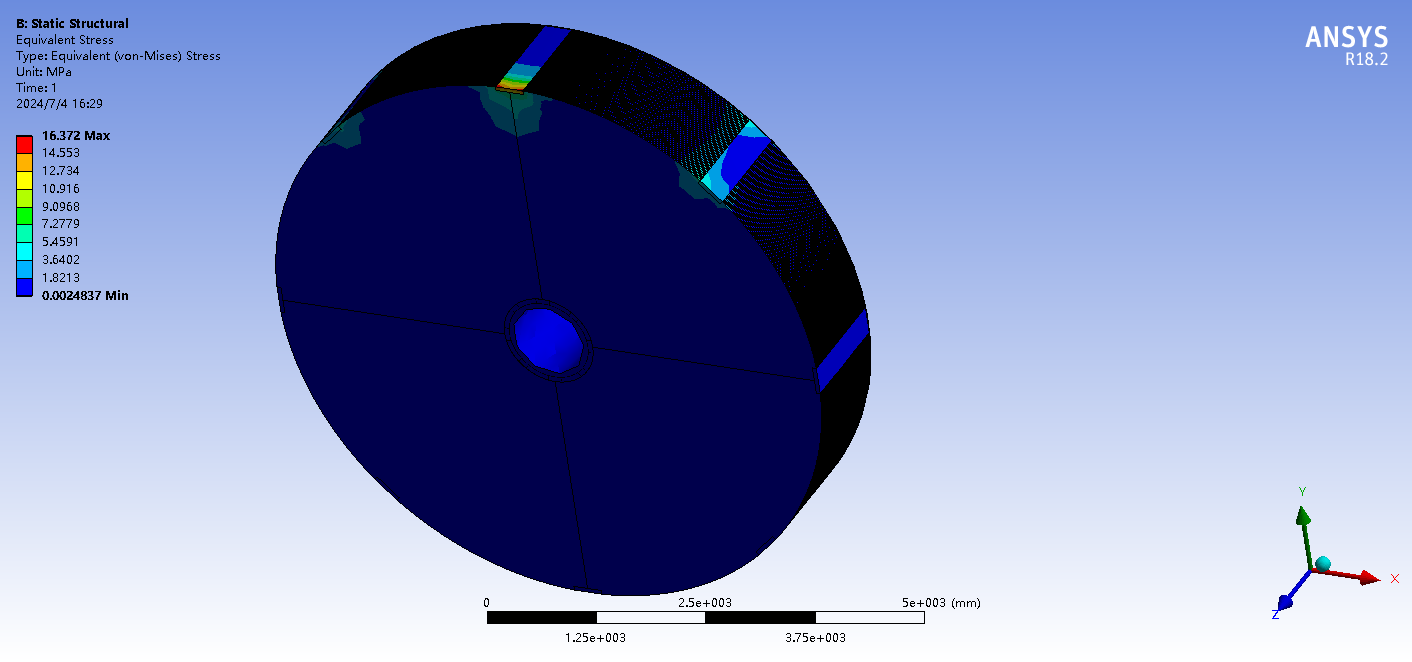 B: Static Structural
Equivalent Stress
Type: Equivalent (von-Mises) Stress
Unit: MPa
Time: 1
2024/7/4 16:29
16.372 Max
14.553
12.734
10.916
9.0968
7.2779
5.4591
3.6402
1.8213
0.0024837 Min
ANSYS
R18.2
0 2.5e+003 5e+003 (mm)
1.25e+003 3.75e+003
Y
X
Z